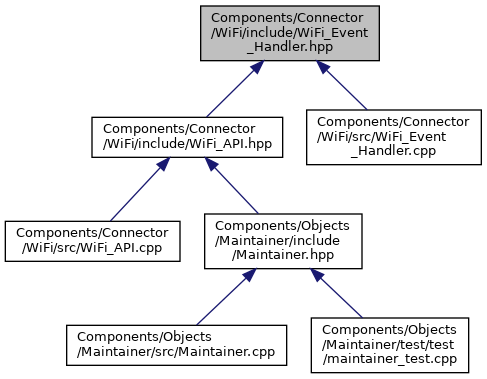 Components/Connector
/WiFi/include/WiFi_Event
_Handler.hpp
Components/Connector
/WiFi/include/WiFi_API.hpp
Components/Connector
/WiFi/src/WiFi_Event
_Handler.cpp
Components/Connector
/WiFi/src/WiFi_API.cpp
Components/Objects
/Maintainer/include
/Maintainer.hpp
Components/Objects
/Maintainer/src/Maintainer.cpp
Components/Objects
/Maintainer/test/test
/maintainer_test.cpp